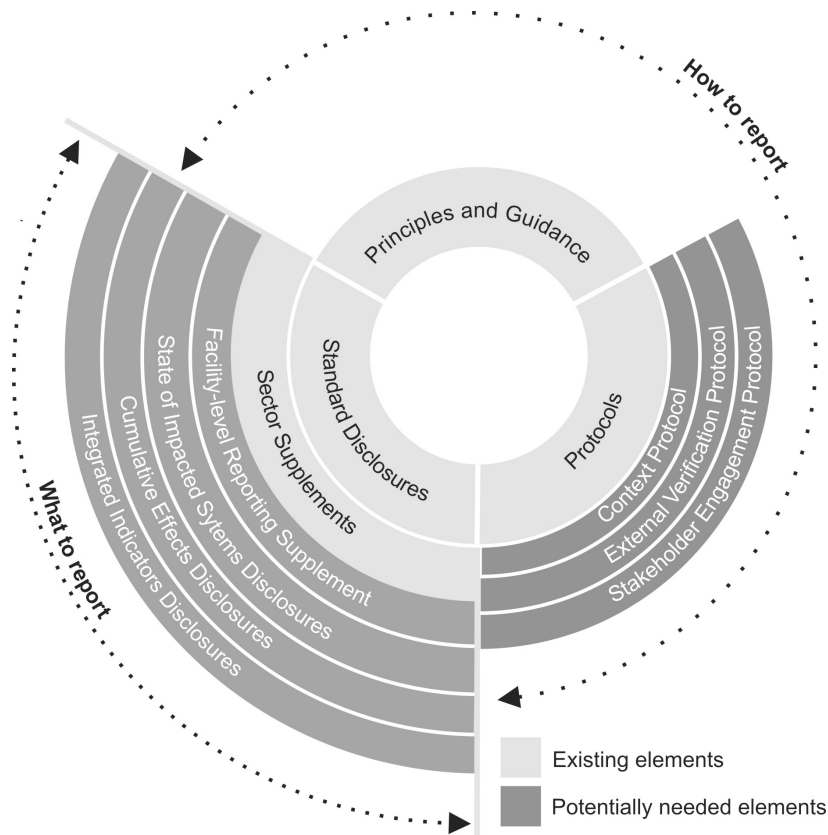 How to report
Principles and Guidance
Standard Disclosures
Sector Supplements
Facility-level Reporting Supplement
State of Impacted Sytems Disclosures
Cumulative Effects Disclosures
Integrated Indicators Disclosures
What to report
Protocols
Context Protocol
External Verification Protocol
Stakeholder Engagement Protocol
Existing elements
Potentially needed elements